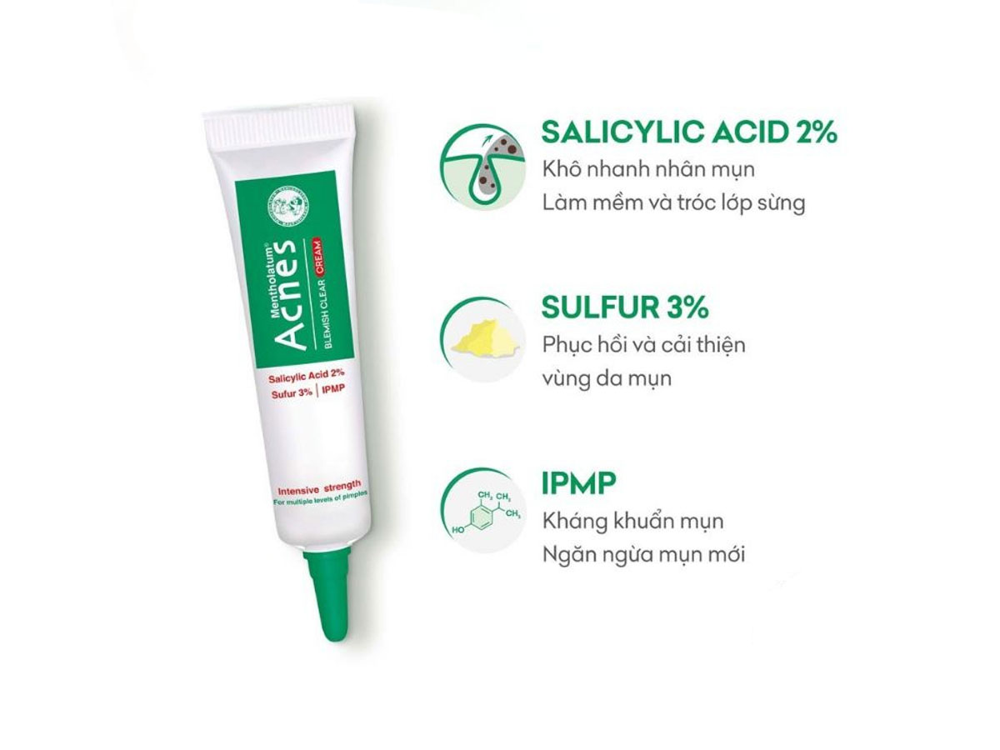 Mentholatum®
Acnes
BLEMISH CLEAR CREAM
Salicylic Acid 2%
Sufur 3% | IPMP
Intensive strength
For multiple levels of pimples
SALICYLIC ACID 2%
Khô nhanh nhân mụn
Làm mềm và tróc lớp sừng
SULFUR 3%
Phục hồi và cải thiện
vùng da mụn
CH₃
CH₃
CH₃
HO
IPMP
Kháng khuẩn mụn
Ngăn ngừa mụn mới